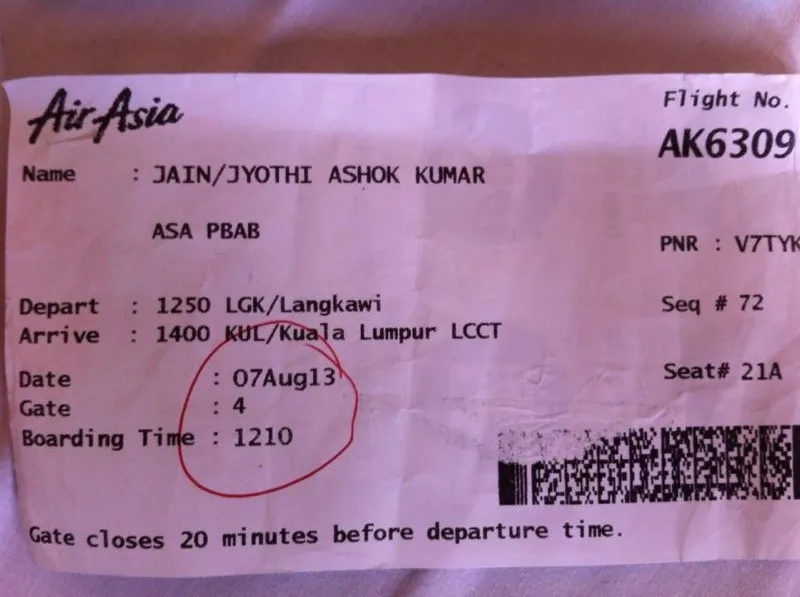 AirAsia
Flight No.
AK6309
Name : JAIN/JYOTHI ASHOK KUMAR
ASA PBAB
PNR : V7TYK
Depart : 1250 LGK/Langkawi
Seq # 72
Arrive : 1400 KUL/Kuala Lumpur LCCT
Date : 07Aug13
Seat# 21A
Gate : 4
Boarding Time : 1210
Gate closes 20 minutes before departure time.